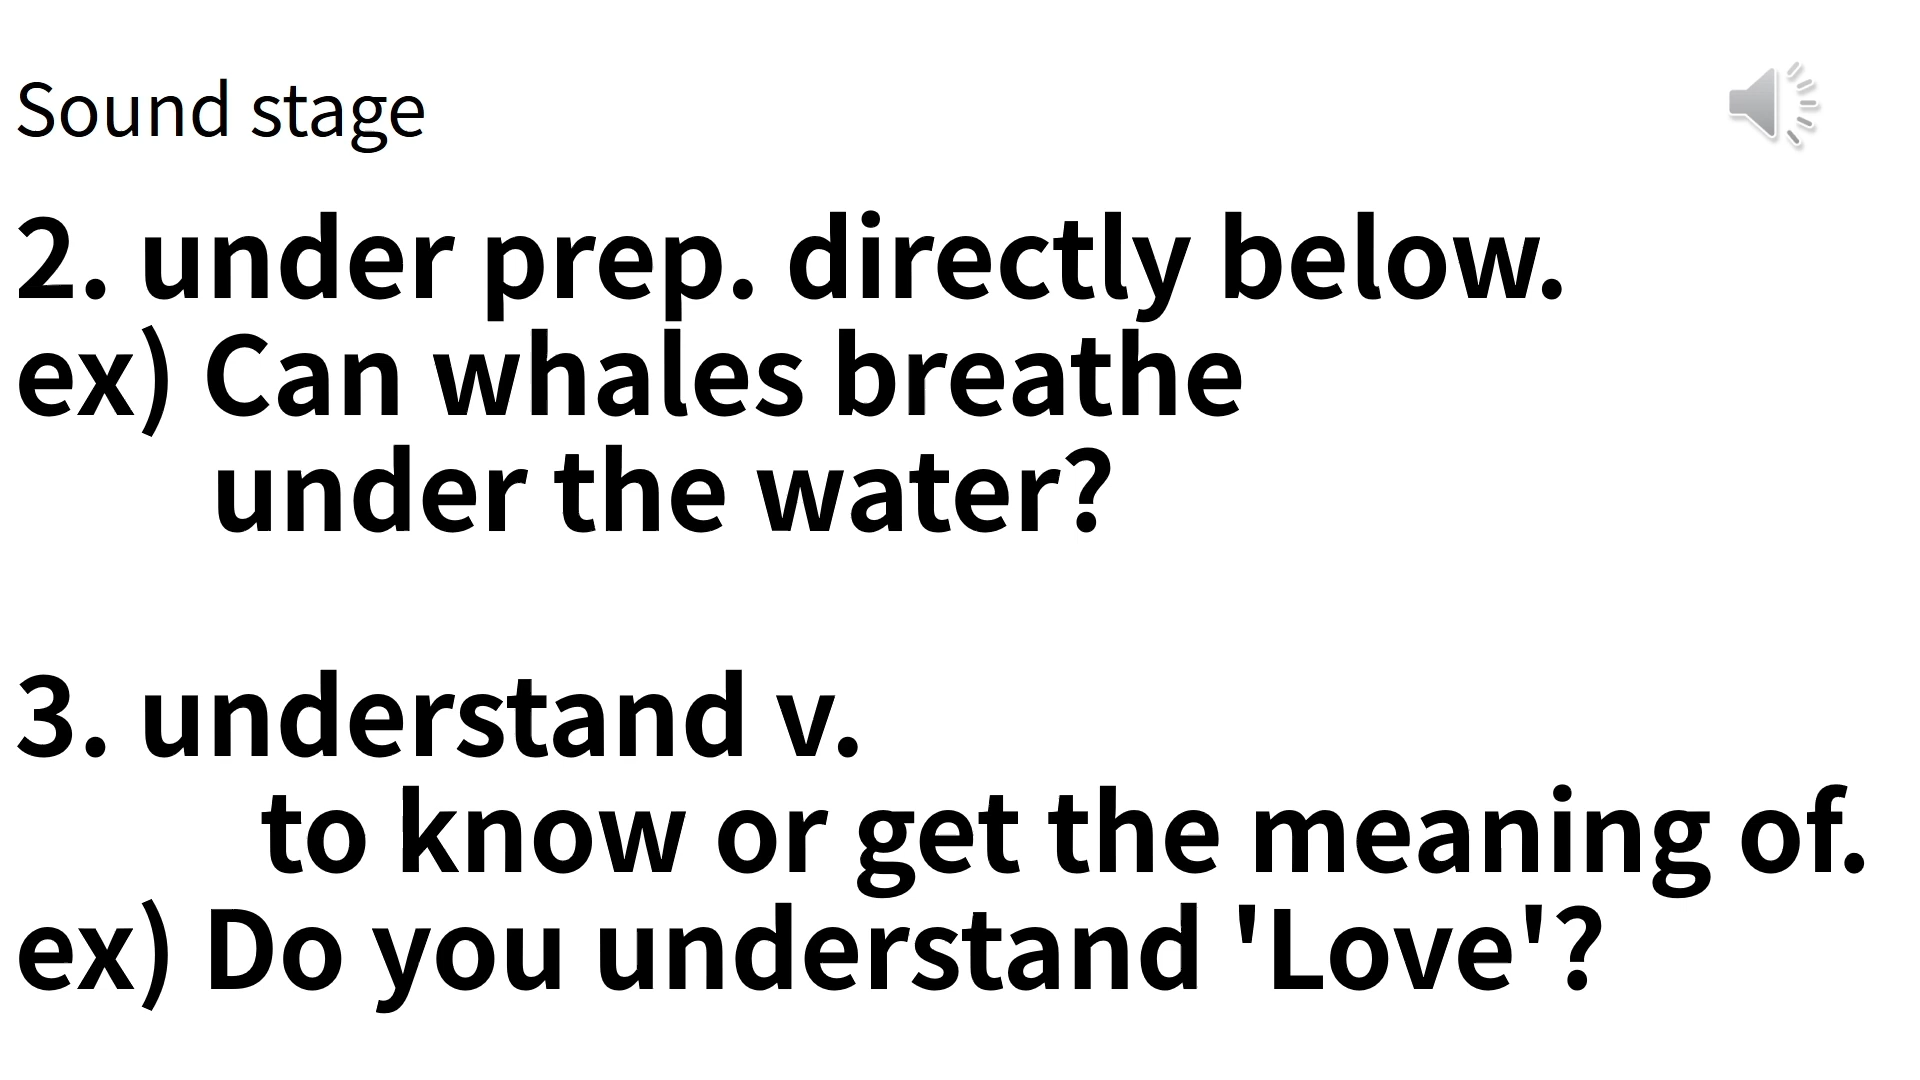 Sound stage
2. under prep. directly below.
ex) Can whales breathe
under the water?
3. understand v.
to know or get the meaning of.
ex) Do you understand 'Love'?